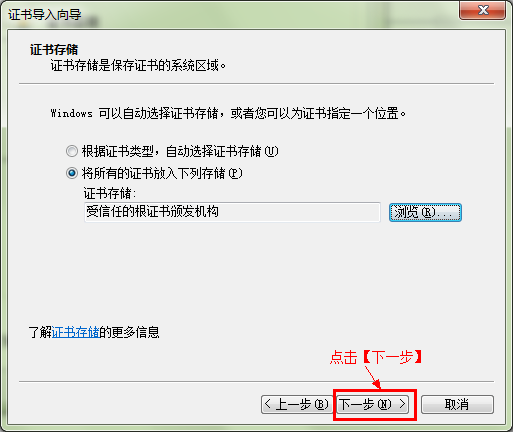 证书导入向导
证书存储
证书存储是保存证书的系统区域。
Windows 可以自动选择证书存储，或者您可以为证书指定一个位置。
根据证书类型，自动选择证书存储(U)
将所有的证书放入下列存储(P)
证书存储:
受信任的根证书颁发机构
浏览(R)...
了解证书存储的更多信息
点击【下一步】
< 上一步(B)
下一步(N) >
取消